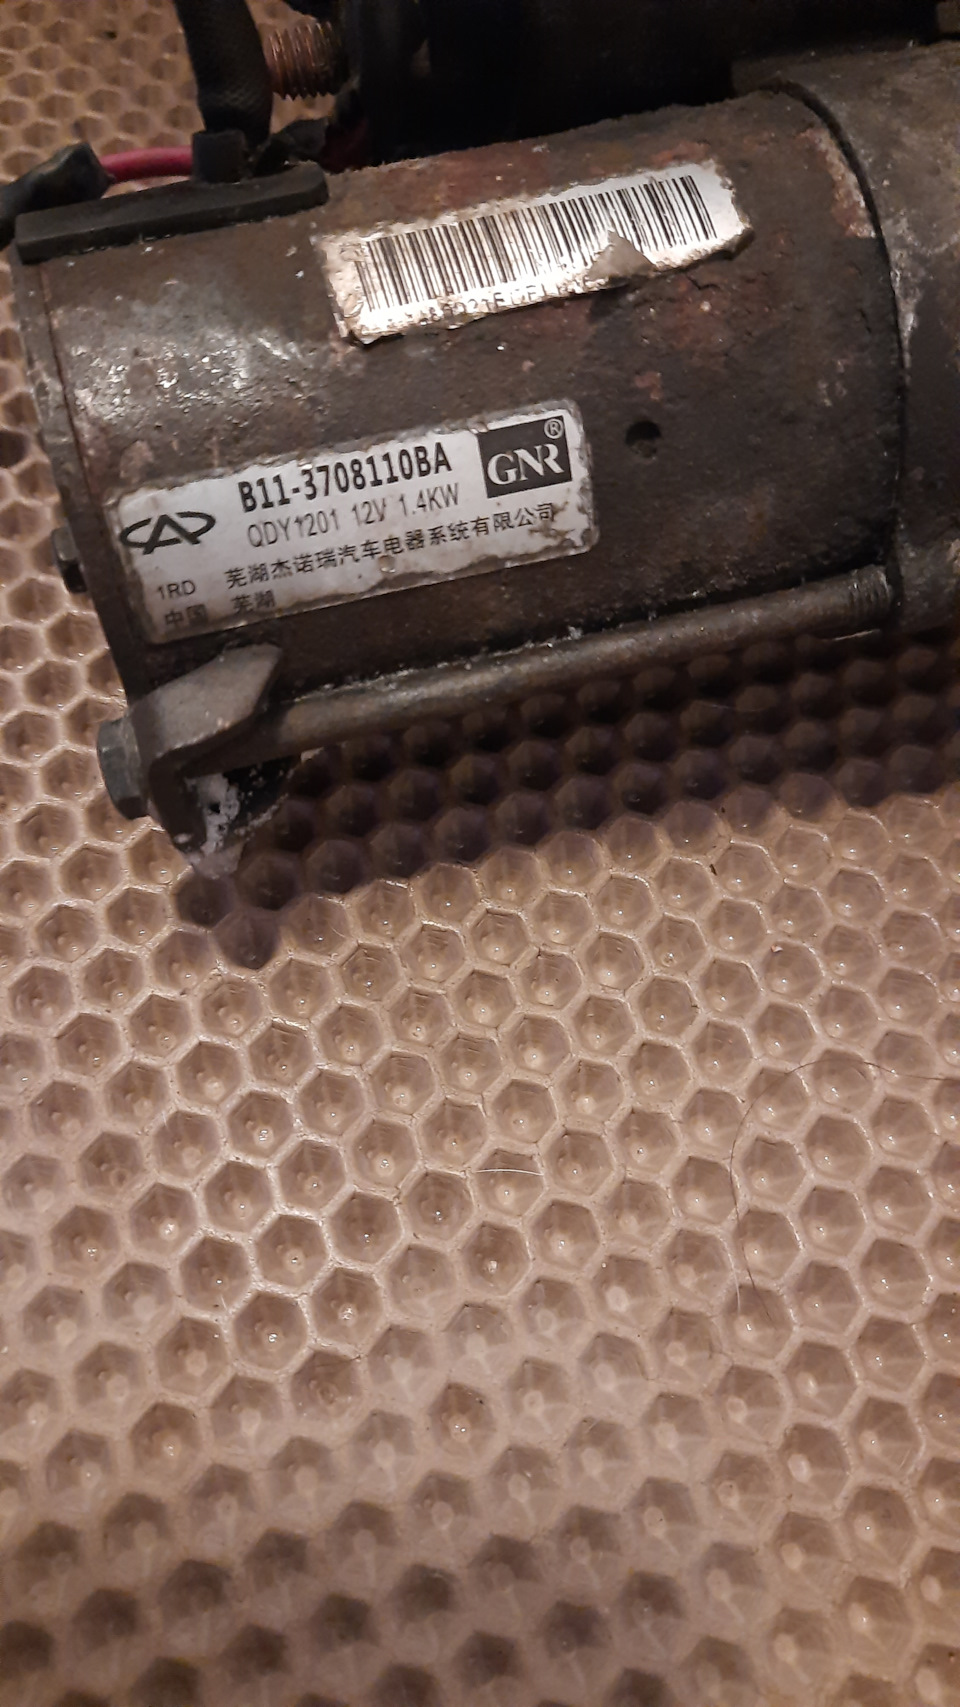 B11-3708110BA
GNR®
QDY1201 12V 1.4KW
芜湖杰诺瑞汽车电器系统有限公司
1RD
中国 芜湖